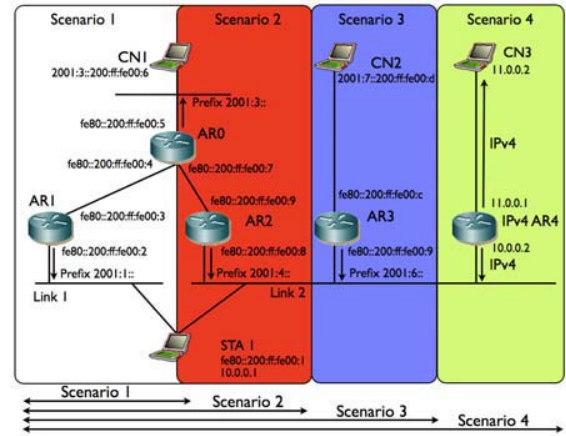 Scenario 1
Scenario 2
Scenario 3
Scenario 4
CN1
2001:3::200:ff:fe00:6
CN2
2001:7::200:ff:fe00:d
CN3
11.0.0.2
Prefix 2001:3::
fe80::200:ff:fe00:5
AR0
IPv4
fe80::200:ff:fe00:4
fe80::200:ff:fe00:7
AR1
fe80::200:ff:fe00:3
fe80::200:ff:fe00:9
AR2
fe80::200:ff:fe00:c
AR3
11.0.0.1
IPv4 AR4
fe80::200:ff:fe00:2
fe80::200:ff:fe00:8
fe80::200:ff:fe00:9
10.0.0.2
Prefix 2001:1::
Prefix 2001:4::
Prefix 2001:6::
IPv4
Link 1
Link 2
STA 1
fe80::200:ff:fe00:1
10.0.0.1
Scenario 1
Scenario 2
Scenario 3
Scenario 4